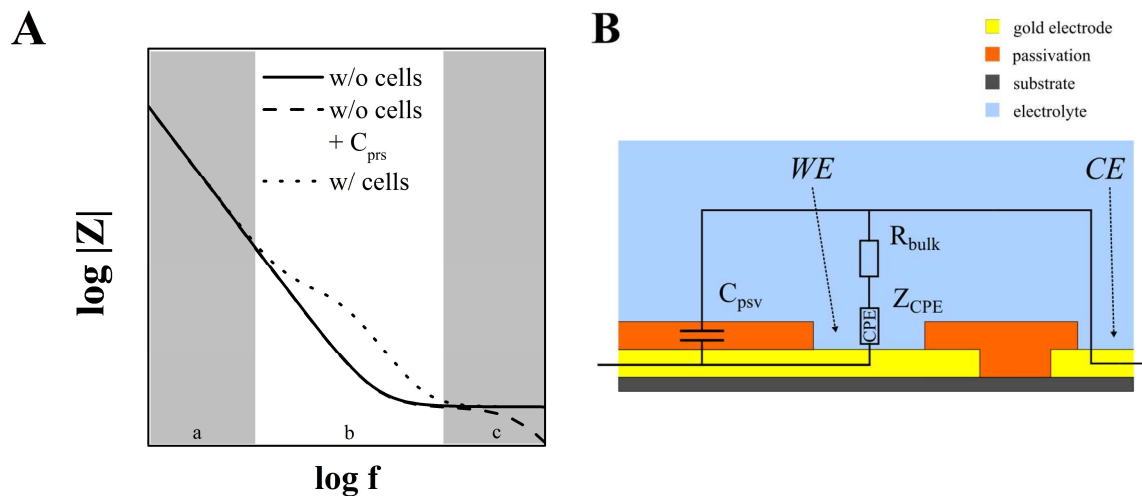 A
w/o cells
w/o cells
+ Cprs
w/ cells
log |Z|
a
b
c
log f
B
gold electrode
passivation
substrate
electrolyte
WE
CE
Rbulk
Cpsv
ZCPE
CPE